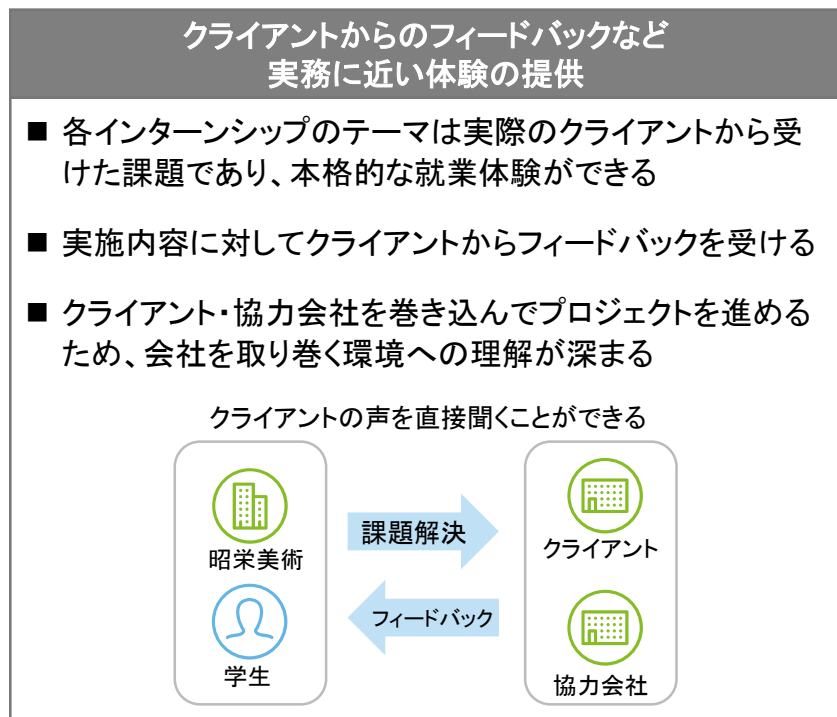 クライアントからのフィードバックなど
実務に近い体験の提供
■ 各インターンシップのテーマは実際のクライアントから受
けた課題であり、本格的な就業体験ができる
■ 実施内容に対してクライアントからフィードバックを受ける
■ クライアント・協力会社を巻き込んでプロジェクトを進める
ため、会社を取り巻く環境への理解が深まる
クライアントの声を直接聞くことができる
昭栄美術
学生
課題解決
フィードバック
クライアント
協力会社